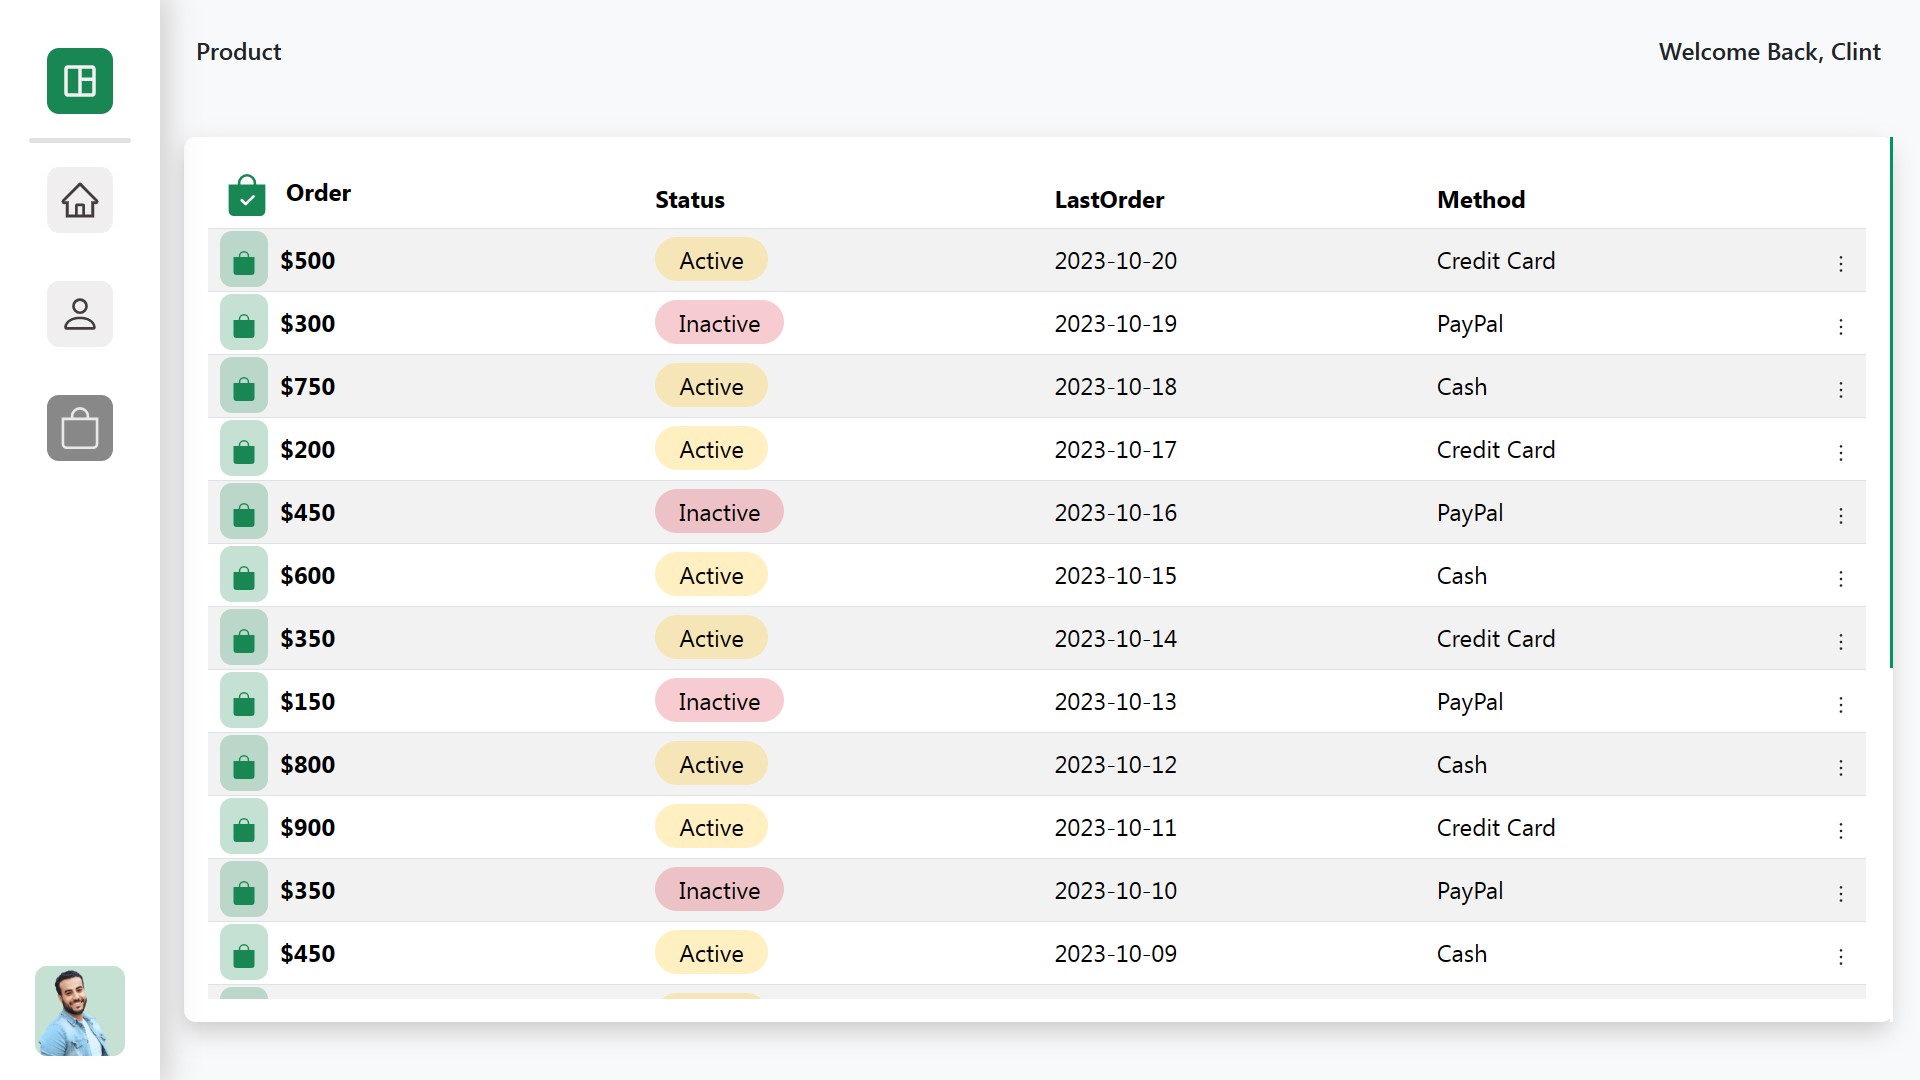 Product
Welcome Back, Clint
Order Status LastOrder Method
$500 Active 2023-10-20 Credit Card
$300 Inactive 2023-10-19 PayPal
$750 Active 2023-10-18 Cash
$200 Active 2023-10-17 Credit Card
$450 Inactive 2023-10-16 PayPal
$600 Active 2023-10-15 Cash
$350 Active 2023-10-14 Credit Card
$150 Inactive 2023-10-13 PayPal
$800 Active 2023-10-12 Cash
$900 Active 2023-10-11 Credit Card
$350 Inactive 2023-10-10 PayPal
$450 Active 2023-10-09 Cash